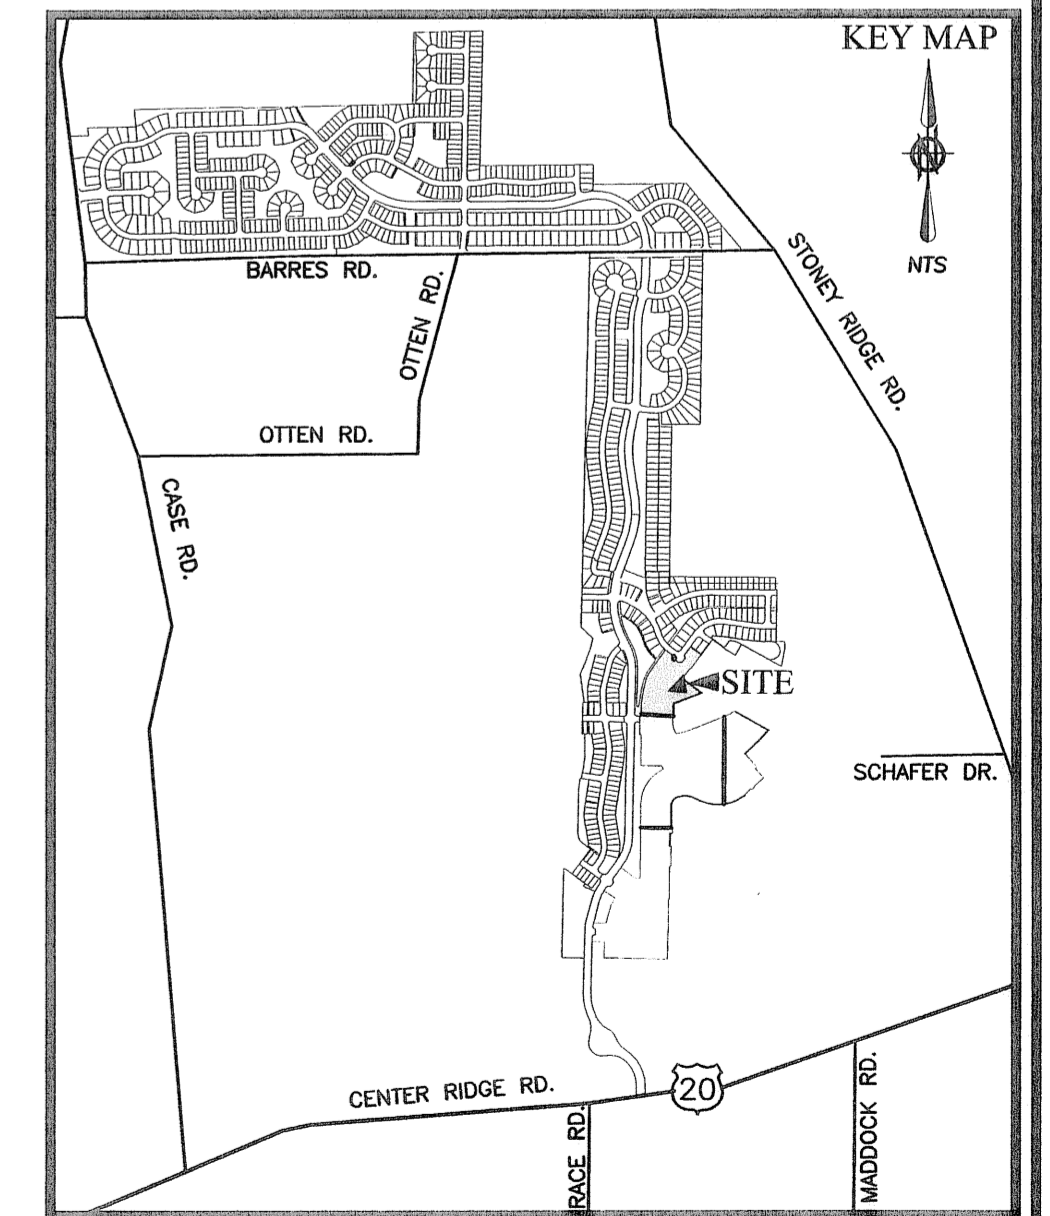 KEY MAP
N
NTS
BARRES RD.
OTTEN RD.
STONEY RIDGE RD.
OTTEN RD.
CASE RD.
SITE
SCHAFER DR.
CENTER RIDGE RD.
20
RACE RD.
MADDOCK RD.